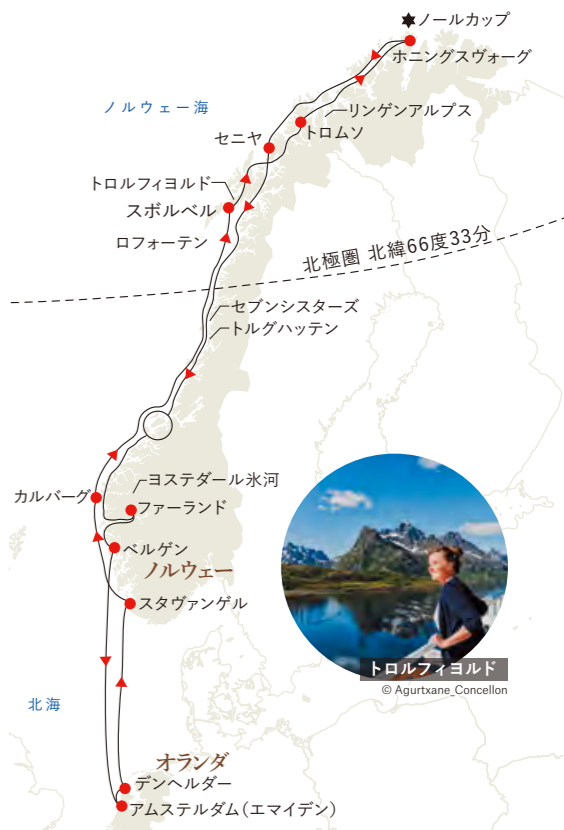 ノールカップ
ホニングスヴォーグ
ノルウェー海
リンゲンアルプス
トロムソ
セニヤ
トロルフィヨルド
スボルベル
ロフォーテン
北極圏 北緯66度33分
セブンシスターズ
トルグハッテン
ヨステダール氷河
カルバーグ
ファーランド
ベルゲン
ノルウェー
スタヴァンゲル
トロルフィヨルド
© Agurtxane_Concellon
北海
オランダ
デンヘルダー
アムステルダム(エマイデン)